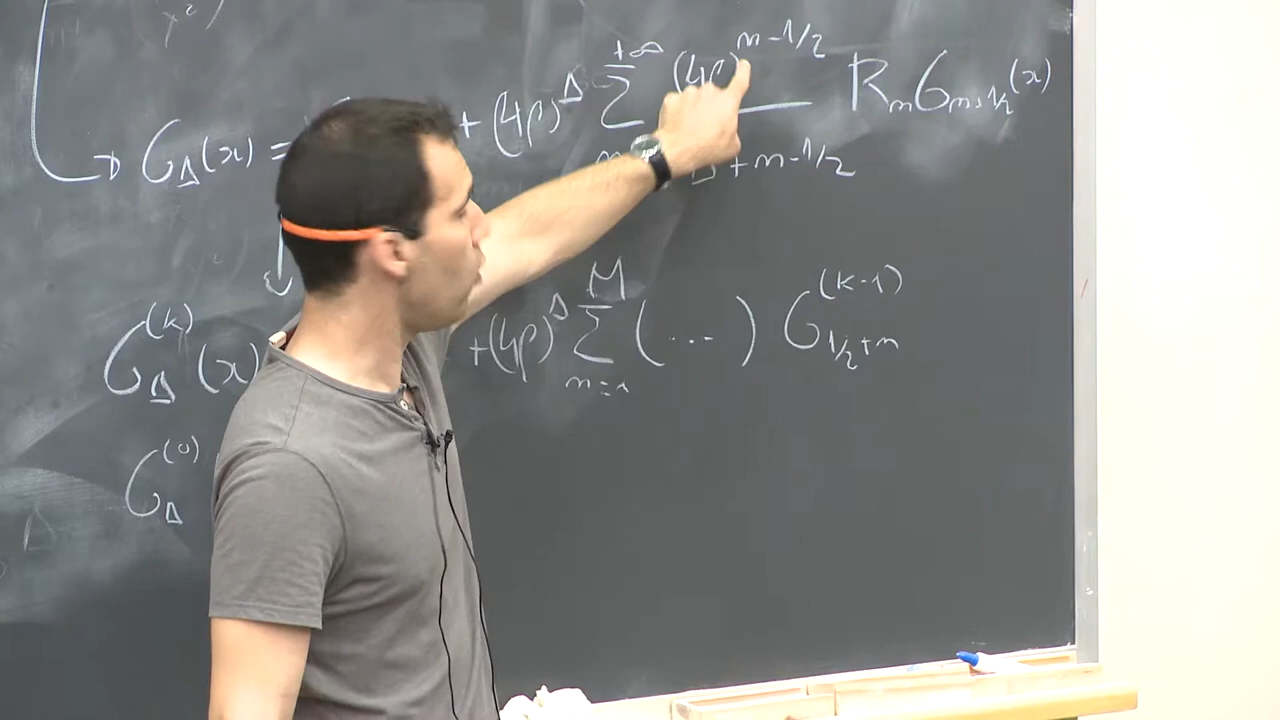 G_Δ(x) = + (4ρ)^Δ Σ^{+∞} (4ρ)^{n-1/2} / Δ+n-1/2 R_n G_{n+1/2}(x)
G_Δ^{(k)}(x) +(4ρ)^Δ Σ_{n=1}^{M} (...) G_{1/2+n}^{(k-1)}
G_Δ^{(0)}